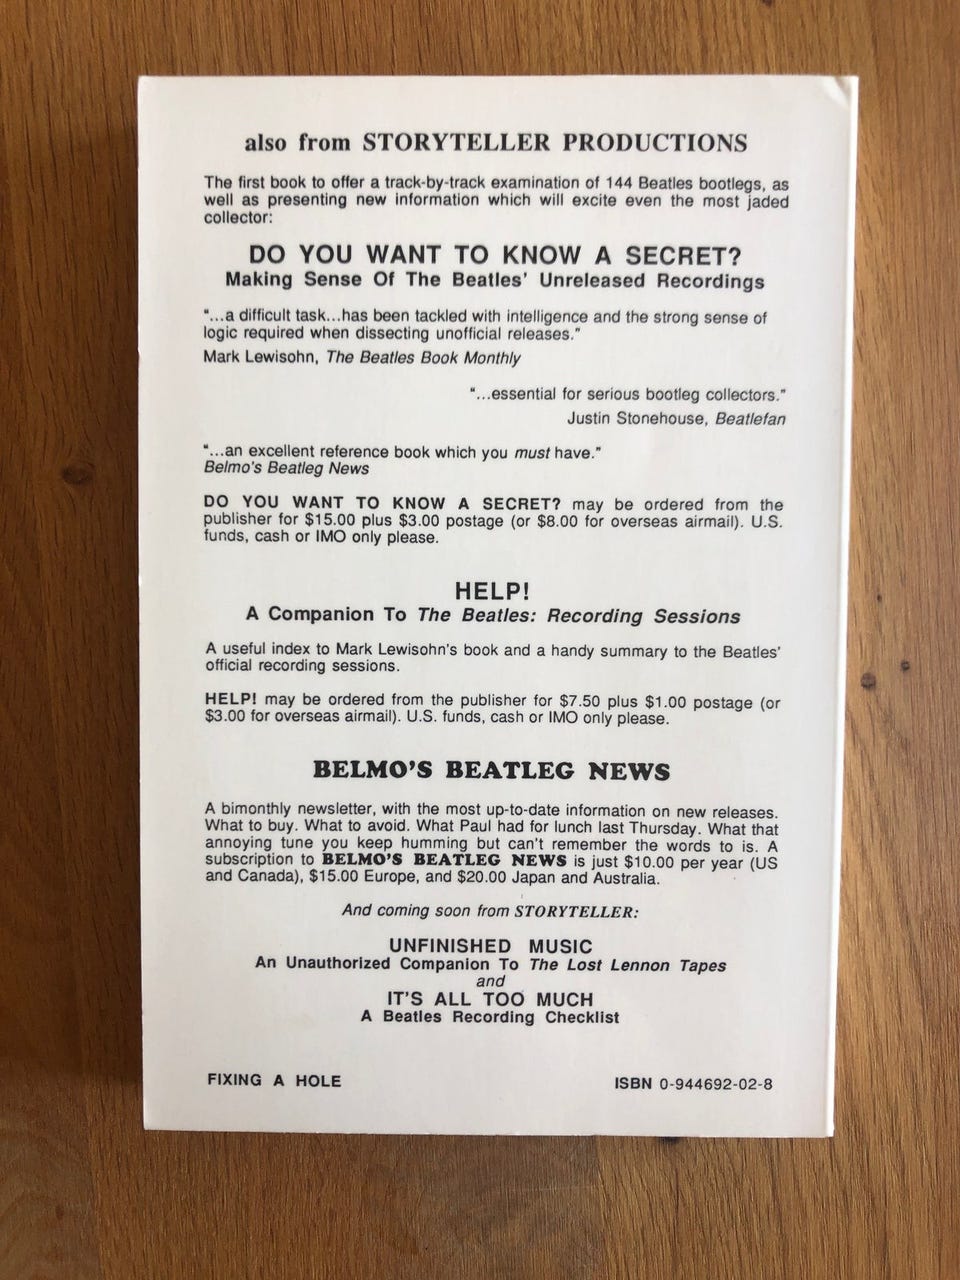 also from STORYTELLER PRODUCTIONS
The first book to offer a track-by-track examination of 144 Beatles bootlegs, as
well as presenting new information which will excite even the most jaded
collector:
DO YOU WANT TO KNOW A SECRET?
Making Sense Of The Beatles' Unreleased Recordings
"...a difficult task...has been tackled with intelligence and the strong sense of
logic required when dissecting unofficial releases."
Mark Lewisohn, The Beatles Book Monthly
"...essential for serious bootleg collectors."
Justin Stonehouse, Beatlefan
"...an excellent reference book which you must have."
Belmo's Beatleg News
DO YOU WANT TO KNOW A SECRET? may be ordered from the
publisher for $15.00 plus $3.00 postage (or $8.00 for overseas airmail). U.S.
funds, cash or IMO only please.
HELP!
A Companion To The Beatles: Recording Sessions
A useful index to Mark Lewisohn's book and a handy summary to the Beatles'
official recording sessions.
HELP! may be ordered from the publisher for $7.50 plus $1.00 postage (or
$3.00 for overseas airmail). U.S. funds, cash or IMO only please.
BELMO'S BEATLEG NEWS
A bimonthly newsletter, with the most up-to-date information on new releases.
What to buy. What to avoid. What Paul had for lunch last Thursday. What that
annoying tune you keep humming but can't remember the words to is. A
subscription to BELMO'S BEATLEG NEWS is just $10.00 per year (US
and Canada), $15.00 Europe, and $20.00 Japan and Australia.
And coming soon from STORYTELLER:
UNFINISHED MUSIC
An Unauthorized Companion To The Lost Lennon Tapes
and
IT'S ALL TOO MUCH
A Beatles Recording Checklist
FIXING A HOLE
ISBN 0-944692-02-8